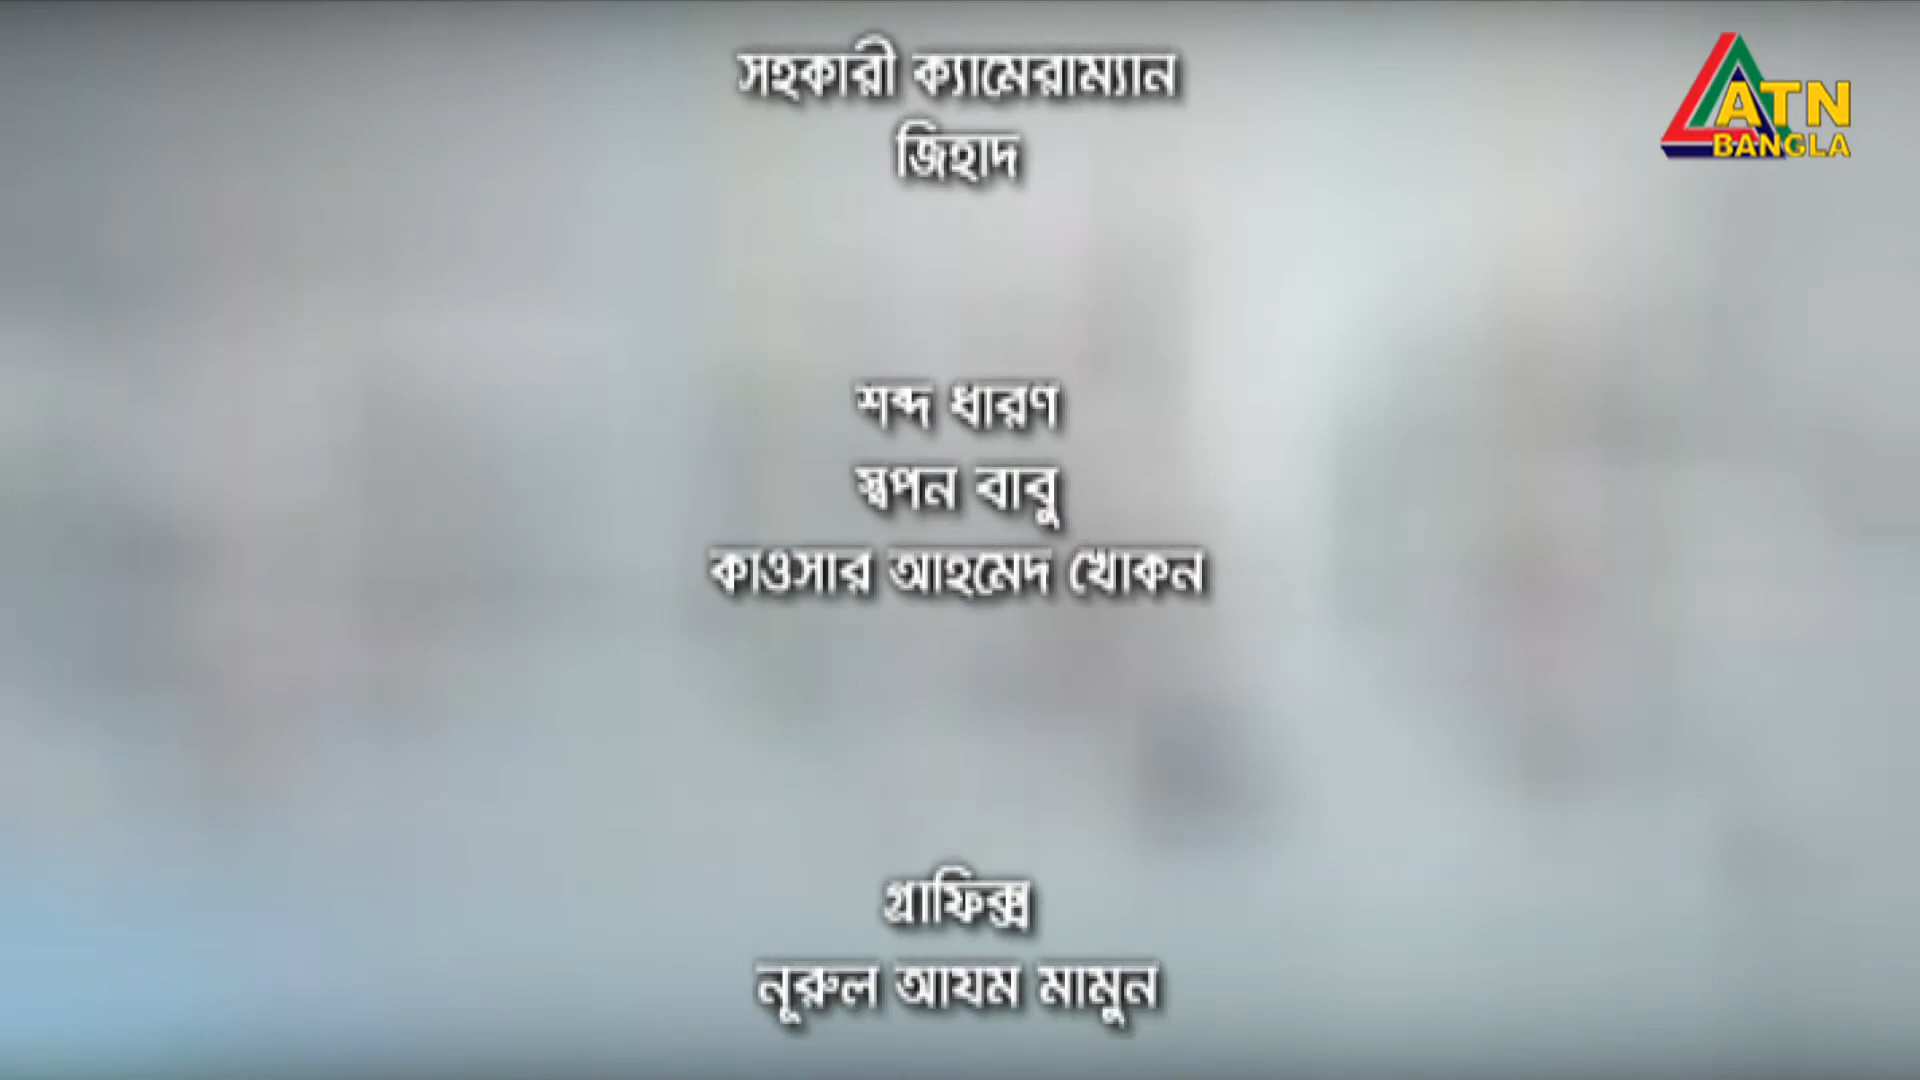 সহকারী ক্যামেরাম্যান
জিহাদ
ATN
BANGLA
শব্দ ধারণ
স্বপন বাবু
কাওসার আহমেদ খোকন
গ্রাফিক্স
নূরুল আযম মামুন